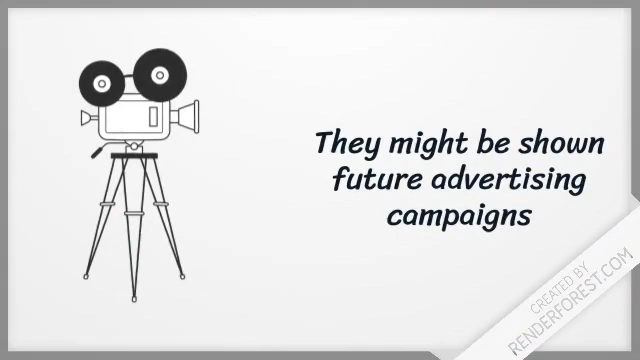 They might be shown
future advertising
campaigns
CREATED BY
RENDERFOREST.COM